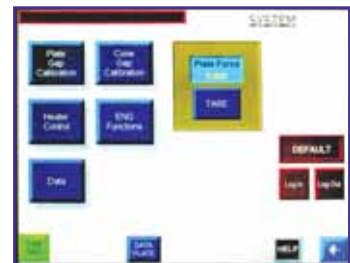 SYSTEM
Plate
Gap
Calibration
Cone
Gap
Calibration
Plate Force
TARE
Heater
Control
ENG
Functions
DEFAULT
Data
Log In
Log Out
DATA
PLATE
HELP